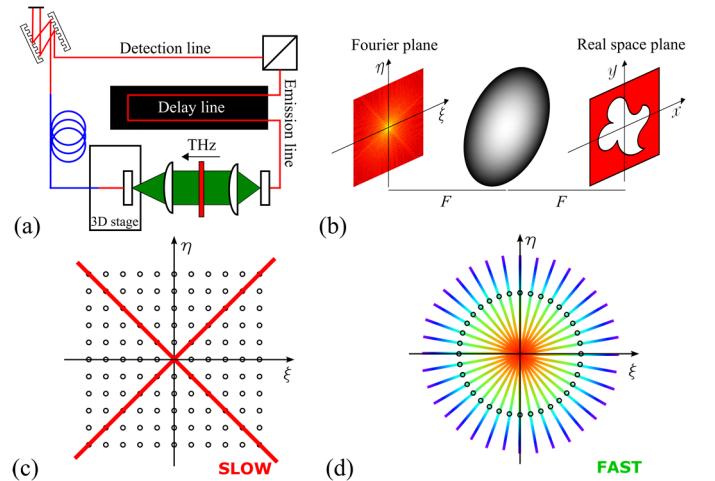 Detection line
Emission line
Delay line
THz
3D stage
(a)
Fourier plane
η
ξ
Real space plane
y
x
F
F
(b)
η
ξ
(c)
SLOW
η
ξ
(d)
FAST